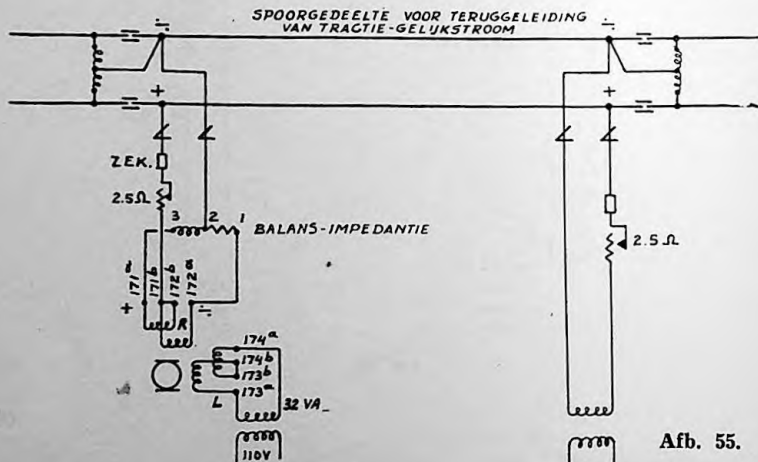 SPOORGEDEELTE VOOR TERUGGELEIDING
VAN TRACTIE-GELIJKSTROOM
+
+
ZEK.
2.5Ω
3
2
1
BALANS-IMPEDANTIE
2.5 Ω
171a
171b
172b
172a
+
R
174a
174b
173b
173a
L
32 VA
110V
Afb. 55.